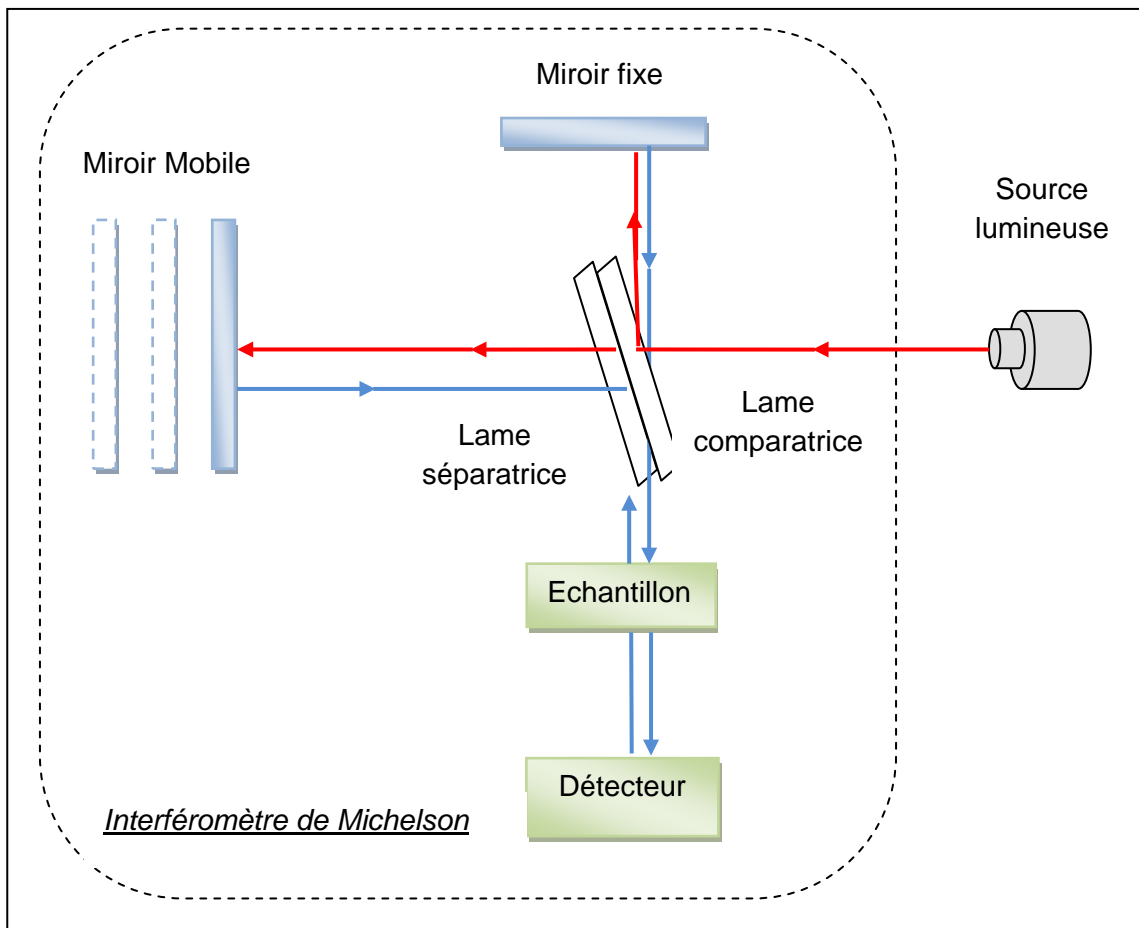 Miroir fixe
Miroir Mobile
Source
lumineuse
Lame
comparatrice
Lame
séparatrice
Echantillon
Détecteur
Interféromètre de Michelson